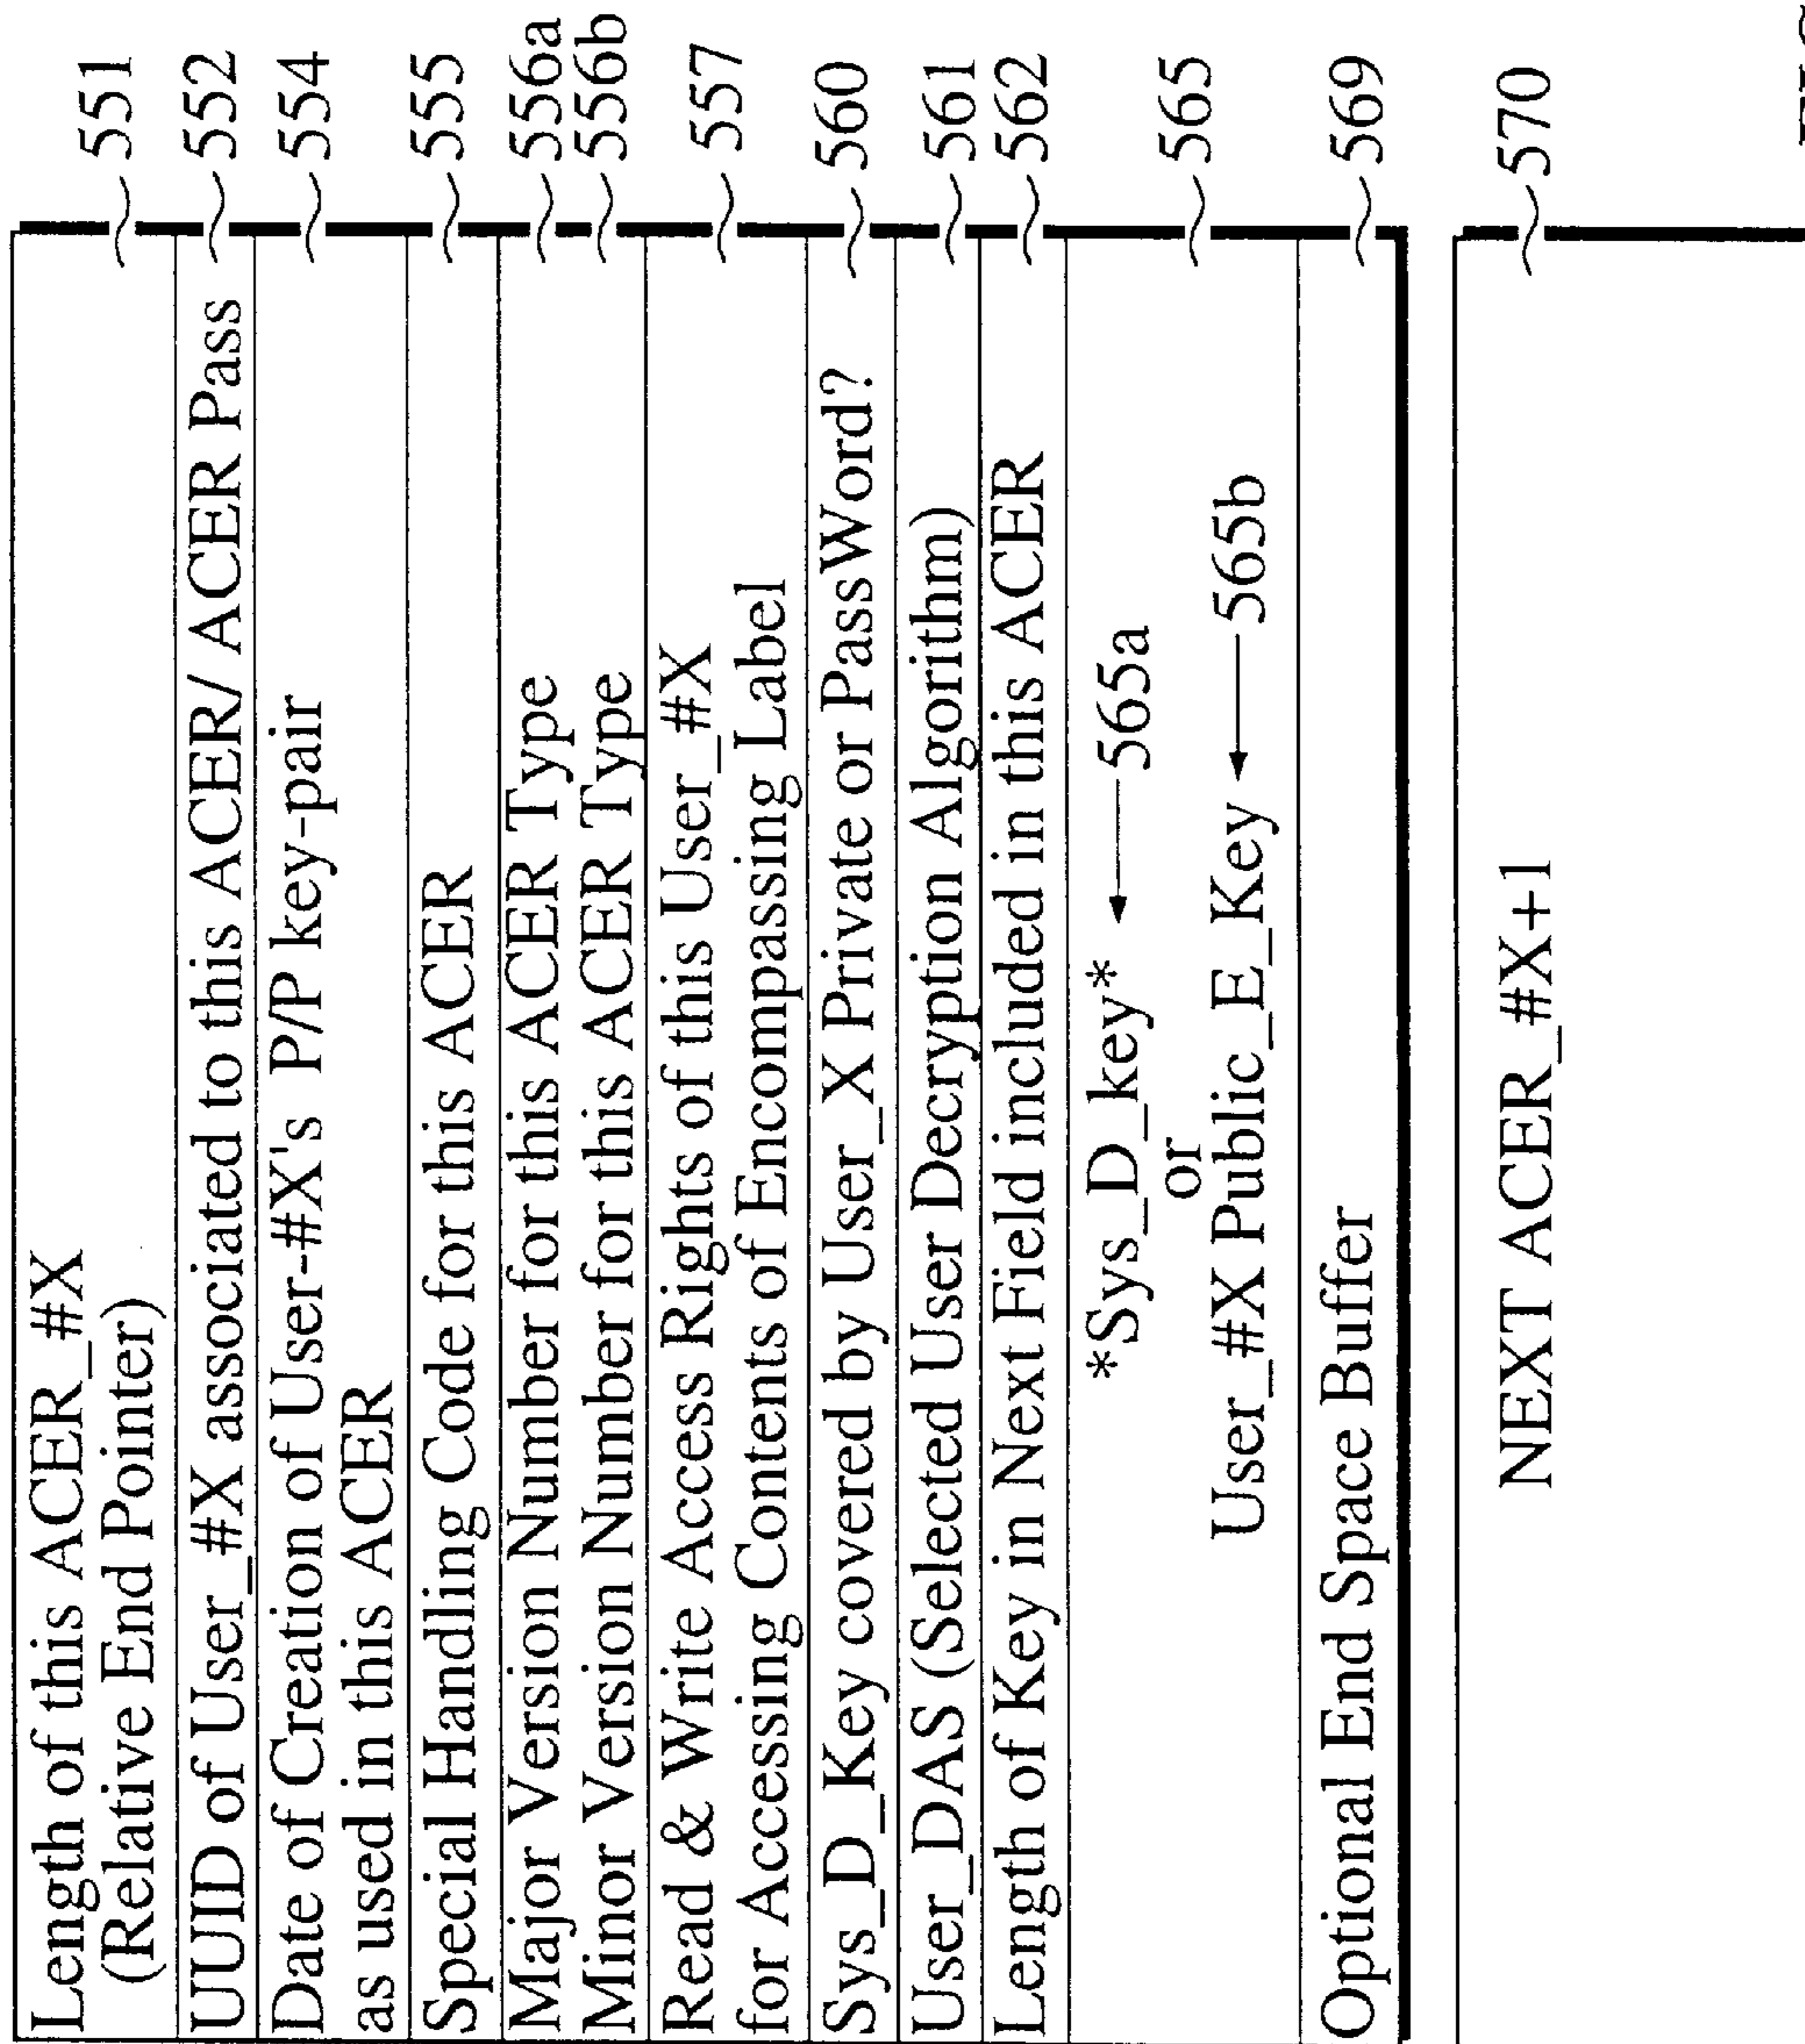 Length of this ACER_#X 551
(Relative End Pointer)
UUID of User_#X associated to this ACER/ ACER Pass 552
Date of Creation of User-#X's P/P key-pair 554
as used in this ACER
Special Handling Code for this ACER 555
Major Version Number for this ACER Type 556a
Minor Version Number for this ACER Type 556b
Read & Write Access Rights of this User_#X 557
for Accessing Contents of Encompassing Label
Sys_D_Key covered by User_X Private or PassWord? 560
User_DAS (Selected User Decryption Algorithm) 561
Length of Key in Next Field included in this ACER 562
*Sys_D_key* 565a
or 565
User_#X Public_E_Key 565b
Optional End Space Buffer 569
NEXT ACER_#X+1 570